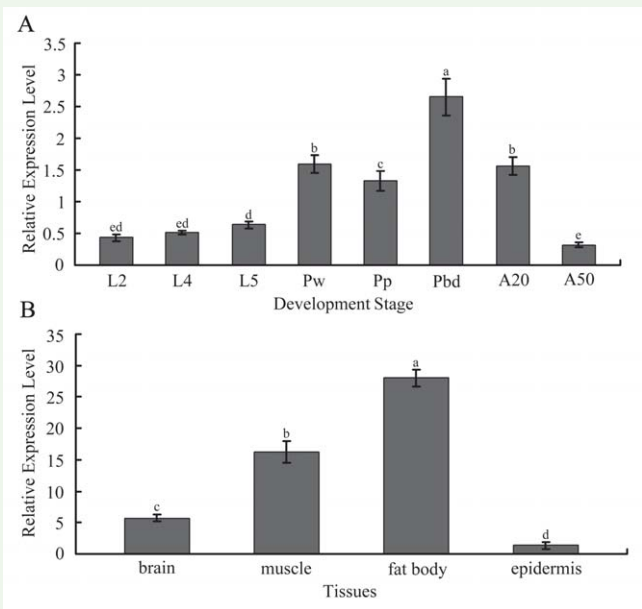 A
Relative Expression Level
3.5
3
2.5
2
1.5
1
0.5
0
ed
ed
d
b
c
a
b
e
L2 L4 L5 Pw Pp Pbd A20 A50
Development Stage
B
Relative Expression Level
35
30
25
20
15
10
5
0
c
b
a
d
brain muscle fat body epidermis
Tissues